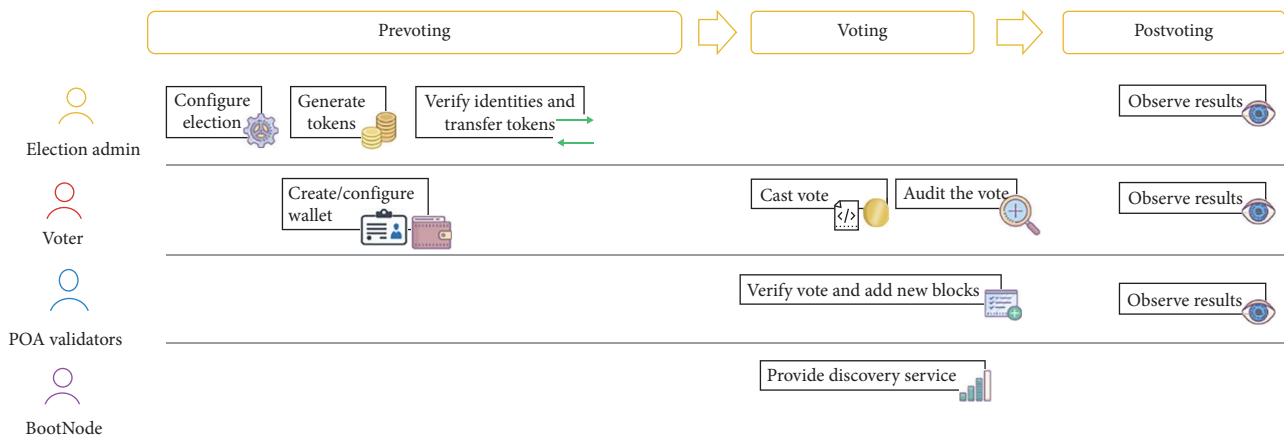 Prevoting
Voting
Postvoting
Configure
election
Generate
tokens
Verify identities and
transfer tokens
Observe results
Election admin
Create/configure
wallet
Cast vote
</>
Audit the vote
Observe results
Voter
Verify vote and add new blocks
Observe results
POA validators
Provide discovery service
BootNode